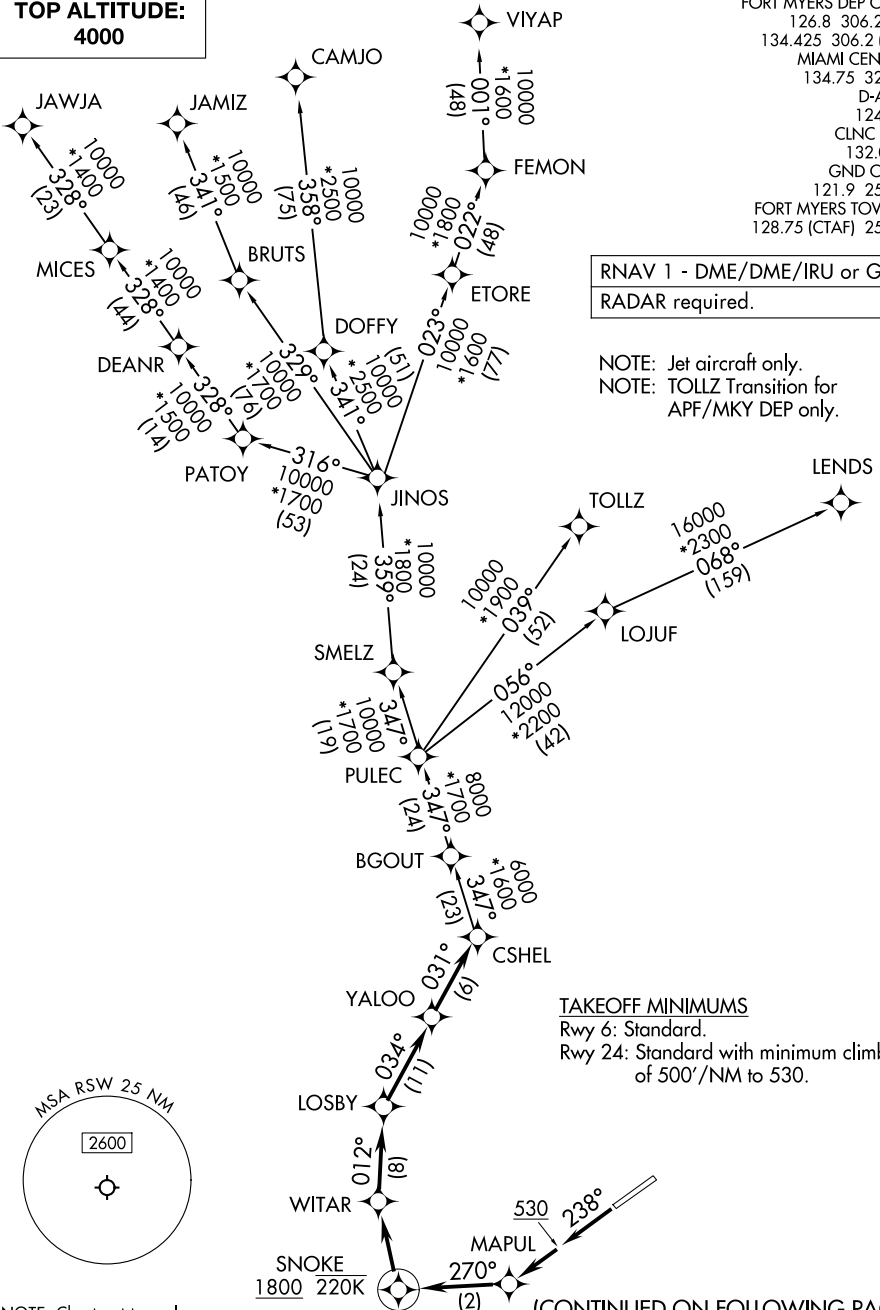 TOP ALTITUDE:
4000
FORT MYERS DEP
126.8 306.2
134.425 306.2
MIAMI CEN
134.75
124
CLNC
132.
GND
121.9
FORT MYERS
128.75 (CTAF)
VIYAP
10000
*1600
001°
(48)
CAMJO
JAWJA
JAMIZ
10000
*1400
328°
(23)
10000
*1500
341°
(46)
10000
*2500
358°
(75)
FEMON
10000
*1800
022°
(48)
MICES
BRUTS
ETORE
RNAV 1 - DME/DME/IRU or
RADAR required.
10000
*1400
328°
(44)
DOFFY
023°
10000
*1600
(77)
DEANR
NOTE: Jet aircraft only.
NOTE: TOLLZ Transition for
APF/MKY DEP only.
328°
10000
*1500
(14)
329°
10000
*1700
(76)
(51)
10000
*2500
341°
PATOY
316°
10000
*1700
(53)
JINOS
LENDS
TOLLZ
16000
*2300
068°
(159)
10000
*1800
359°
(24)
10000
*1900
039°
(52)
LOJUF
SMELZ
056°
12000
*2200
(42)
347°
10000
*1700
(19)
PULEC
8000
*1700
347°
(24)
BGOUT
6000
*1600
347°
(23)
CSHEL
031°
(6)
YALOO
TAKEOFF MINIMUMS
Rwy 6: Standard.
Rwy 24: Standard with minimum climb
of 500'/NM to 530.
034°
(11)
MSA RSW 25 NM
2600
LOSBY
012°
(8)
WITAR
530
238°
MAPUL
SNOKE
1800 220K
270°
(2)
(CONTINUED ON FOLLOWING